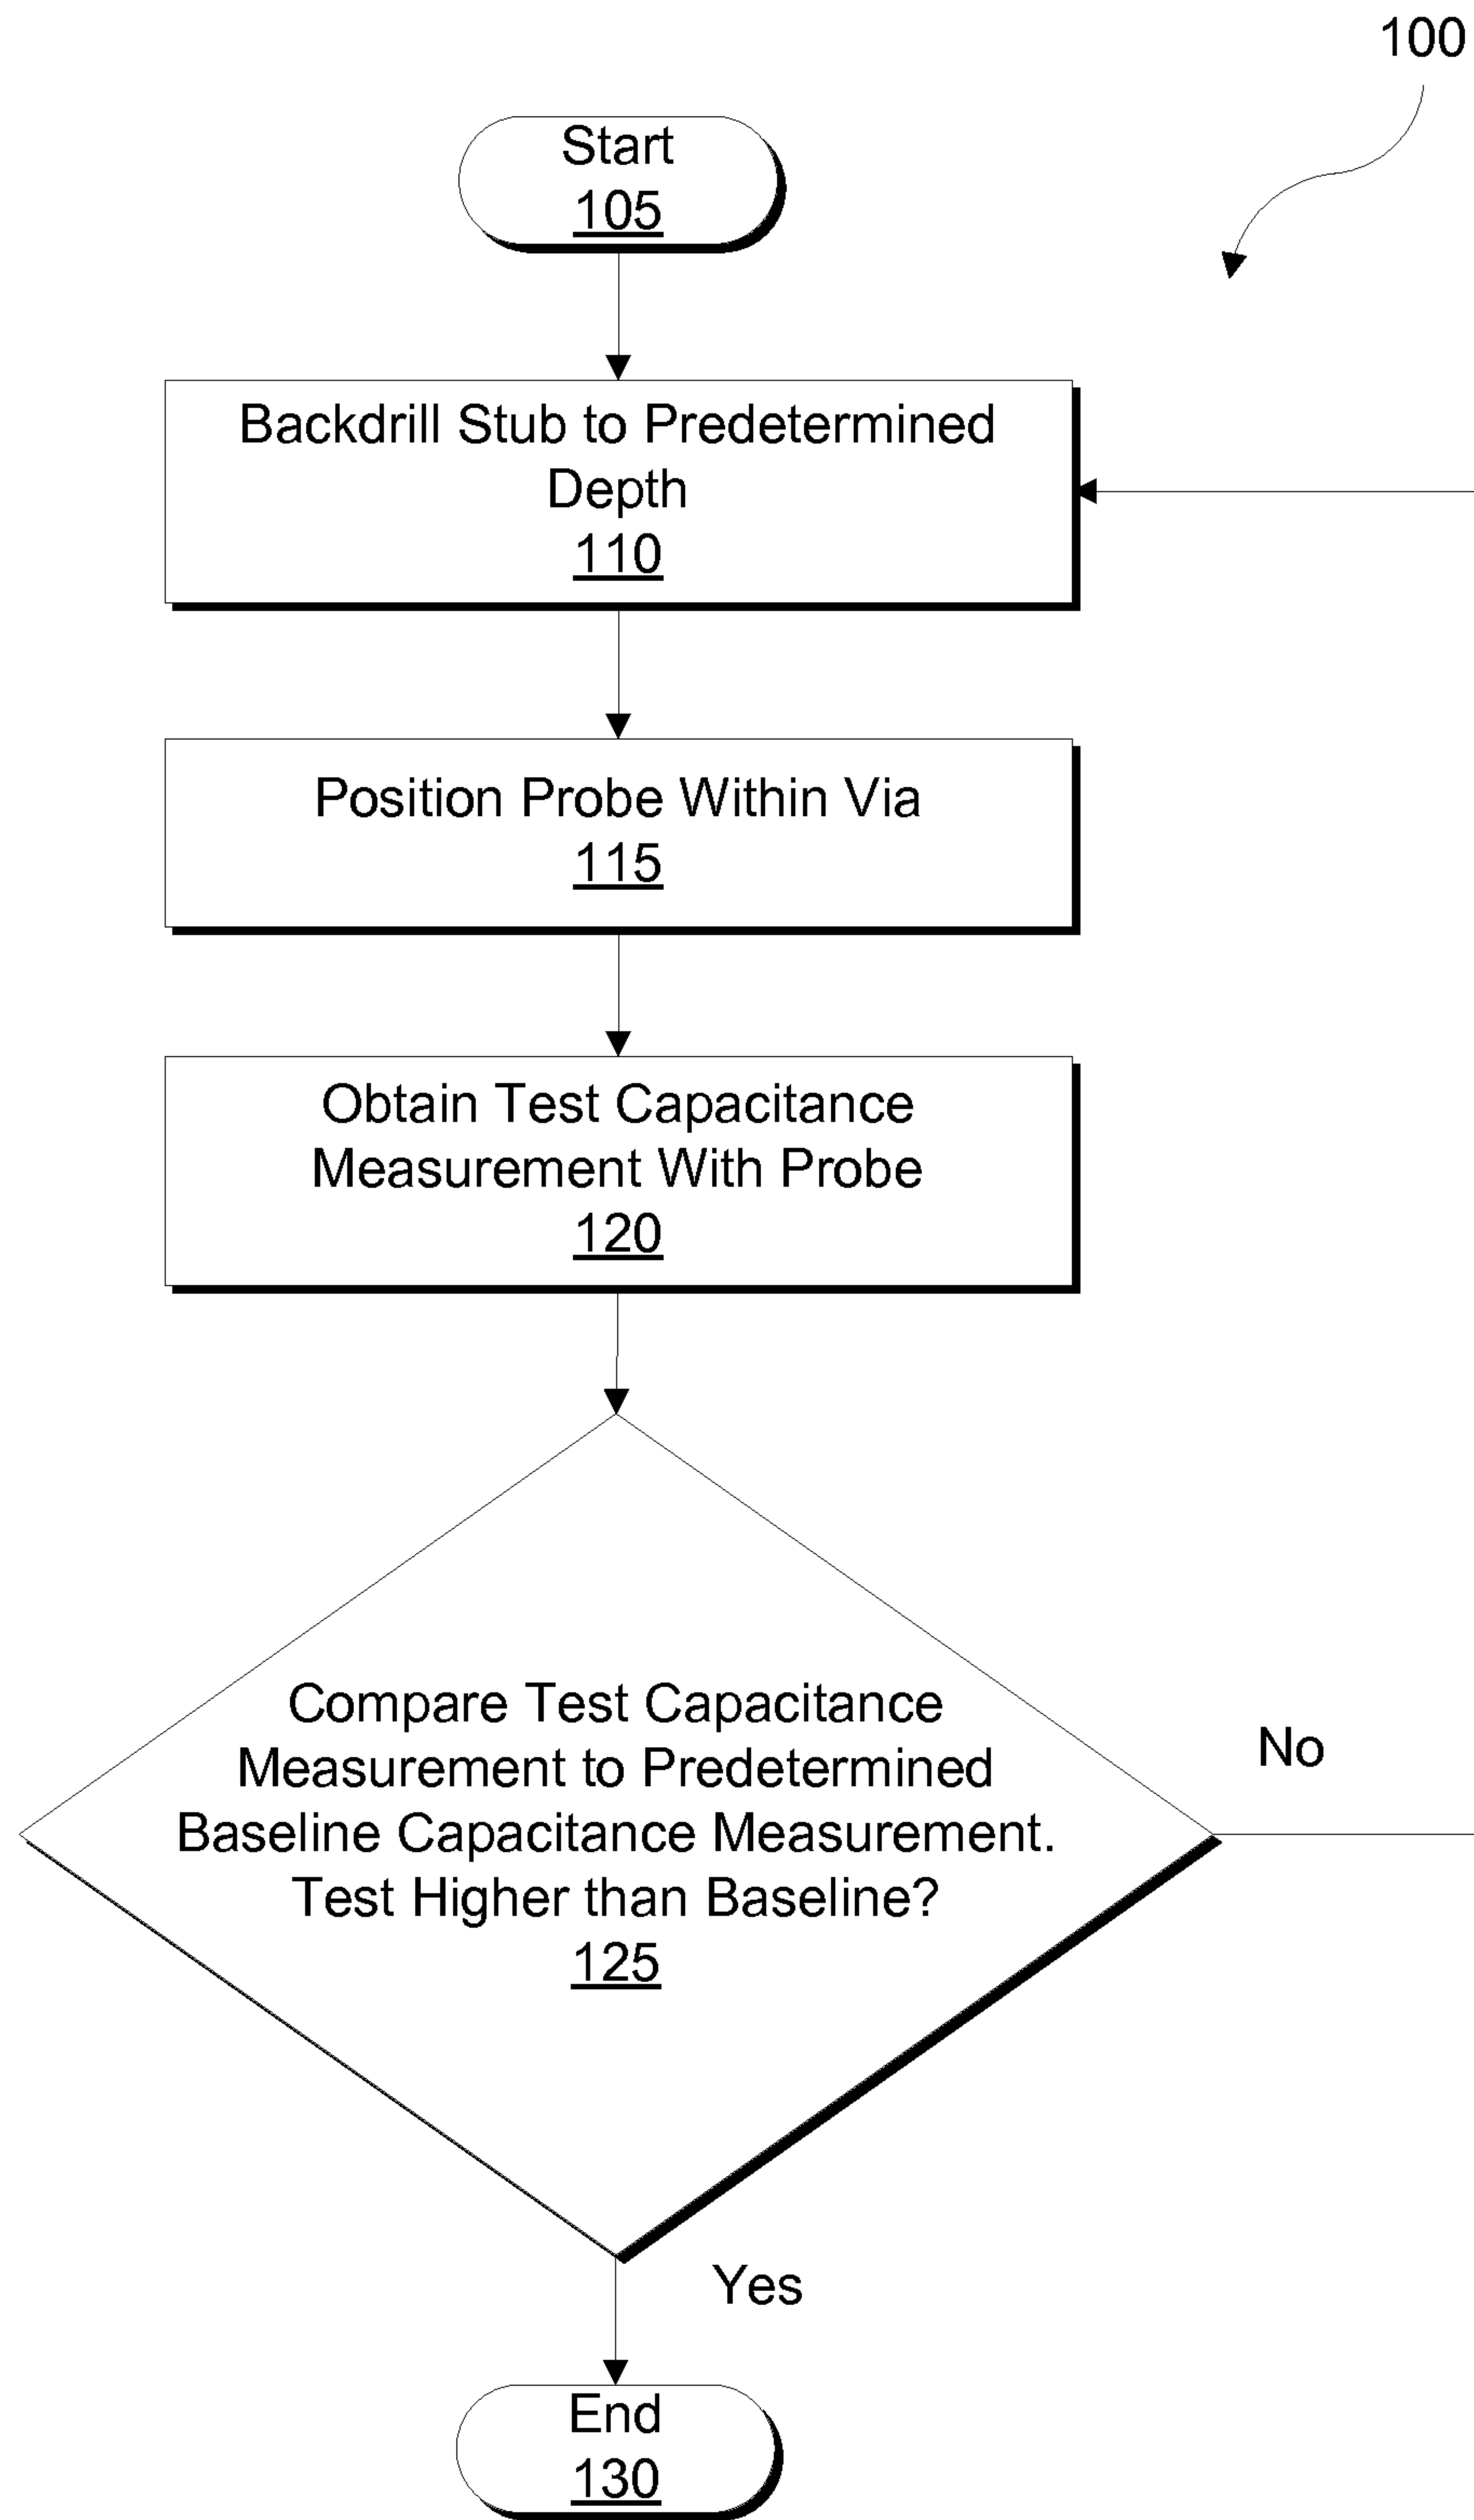 100
Start
105
Backdrill Stub to Predetermined
Depth
110
Position Probe Within Via
115
Obtain Test Capacitance
Measurement With Probe
120
Compare Test Capacitance
Measurement to Predetermined
Baseline Capacitance Measurement.
Test Higher than Baseline?
125
No
Yes
End
130